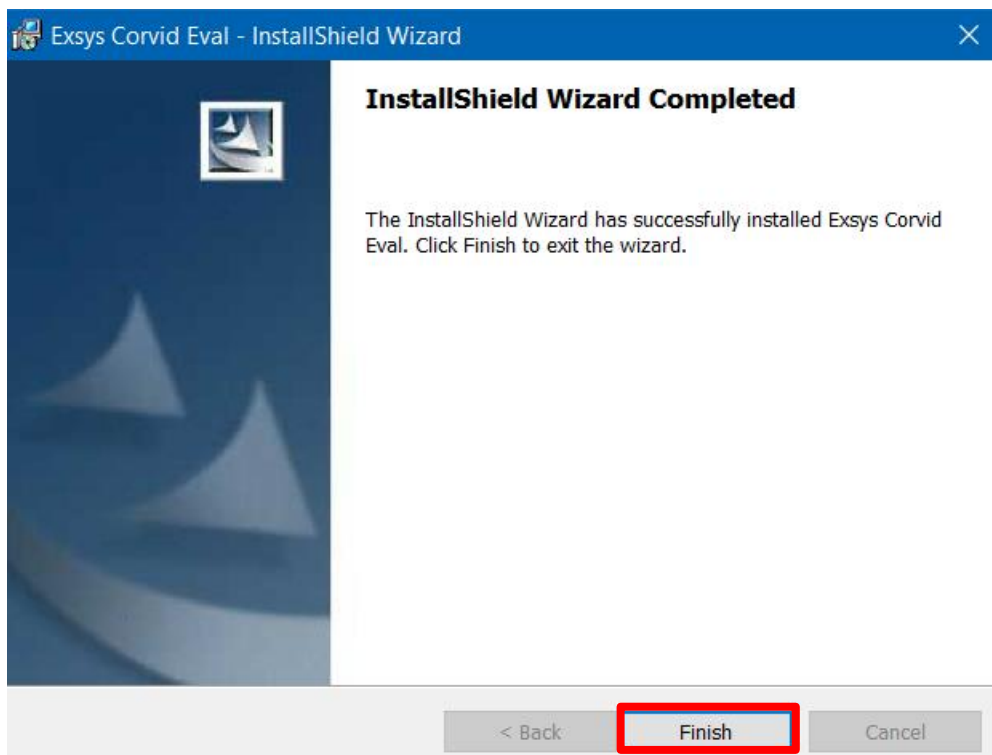 Exsys Corvid Eval - InstallShield Wizard
InstallShield Wizard Completed
The InstallShield Wizard has successfully installed Exsys Corvid
Eval. Click Finish to exit the wizard.
< Back Finish Cancel